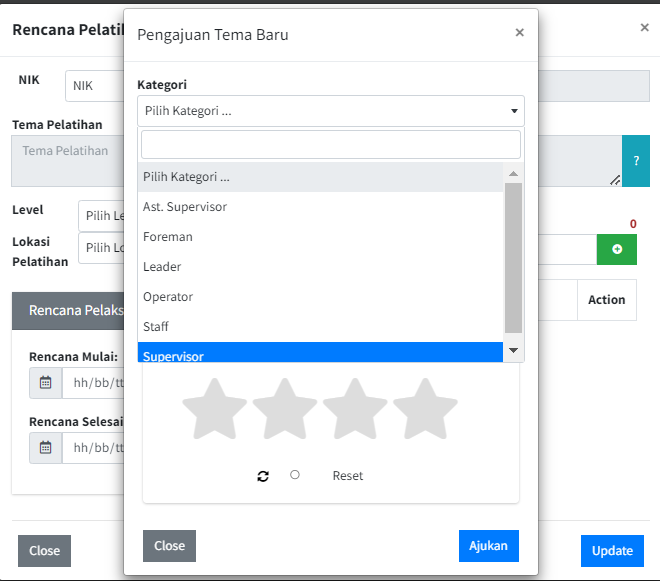 Rencana Pelati
×
Pengajuan Tema Baru
×
NIK
NIK
Kategori
Pilih Kategori ...
Tema Pelatihan
Tema Pelatihan
?
Pilih Kategori ...
Ast. Supervisor
Foreman
Leader
Operator
Staff
Supervisor
Level
Pilih Le
0
Lokasi
Pelatihan
Pilih Lo
Action
Rencana Pelaks
Rencana Mulai:
hh/bb/tt
Rencana Selesai
hh/bb/tt
Reset
Close
Ajukan
Close
Update